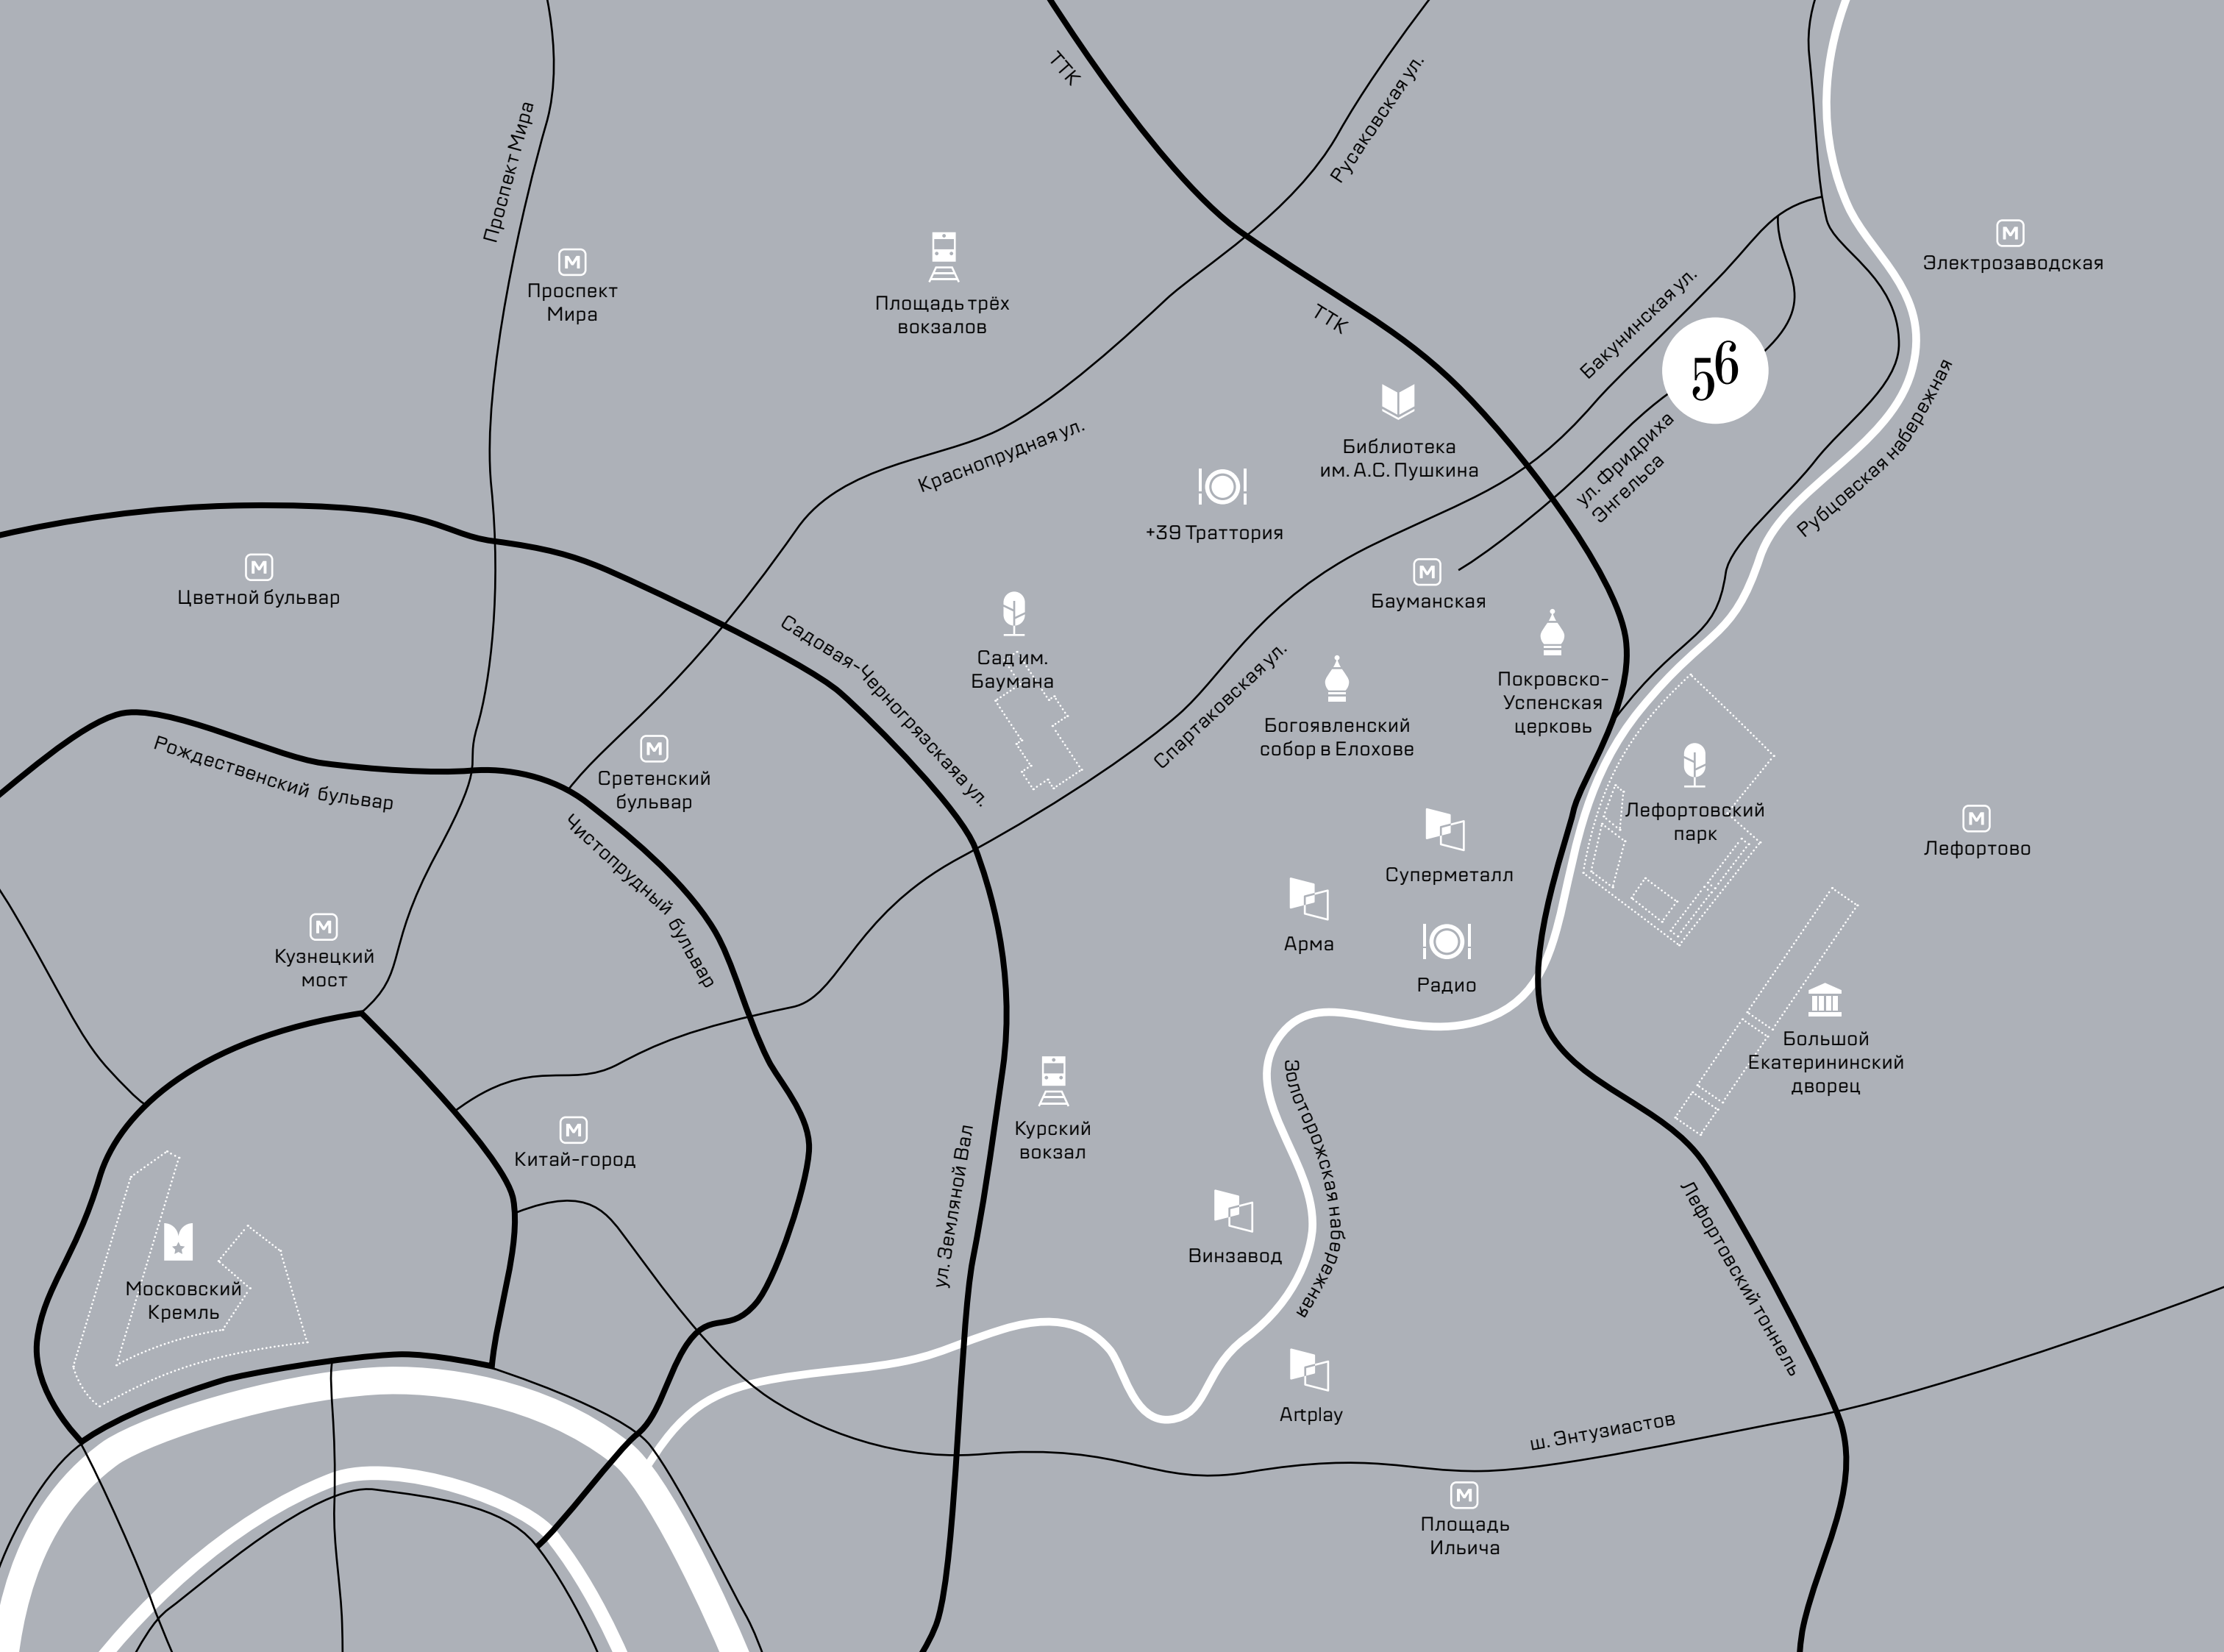 ТТК
Русаковская ул.
Проспект Мира
М
Проспект
Мира
Площадь трёх
вокзалов
М
Электрозаводская
ТТК
Бакунинская ул.
56
ул. Фридриха
Энгельса
Рубцовская набережная
Библиотека
им. А.С. Пушкина
Краснопрудная ул.
+39 Траттория
М
Цветной бульвар
М
Бауманская
Сад им.
Баумана
Садовая-Черногрязскаяа ул.
Спартаковская ул.
Богоявленский
собор в Елохове
Покровско-
Успенская
церковь
Рождественский бульвар
М
Сретенский
бульвар
Чистопрудный бульвар
Лефортовский
парк
М
Лефортово
Суперметалл
Арма
Радио
М
Кузнецкий
мост
Большой
Екатерининский
дворец
Курский
вокзал
Золоторожская набережная
М
Китай-город
ул. Земляной Вал
Винзавод
Лефортовский тоннель
Московский
Кремль
Artplay
ш. Энтузиастов
М
Площадь
Ильича